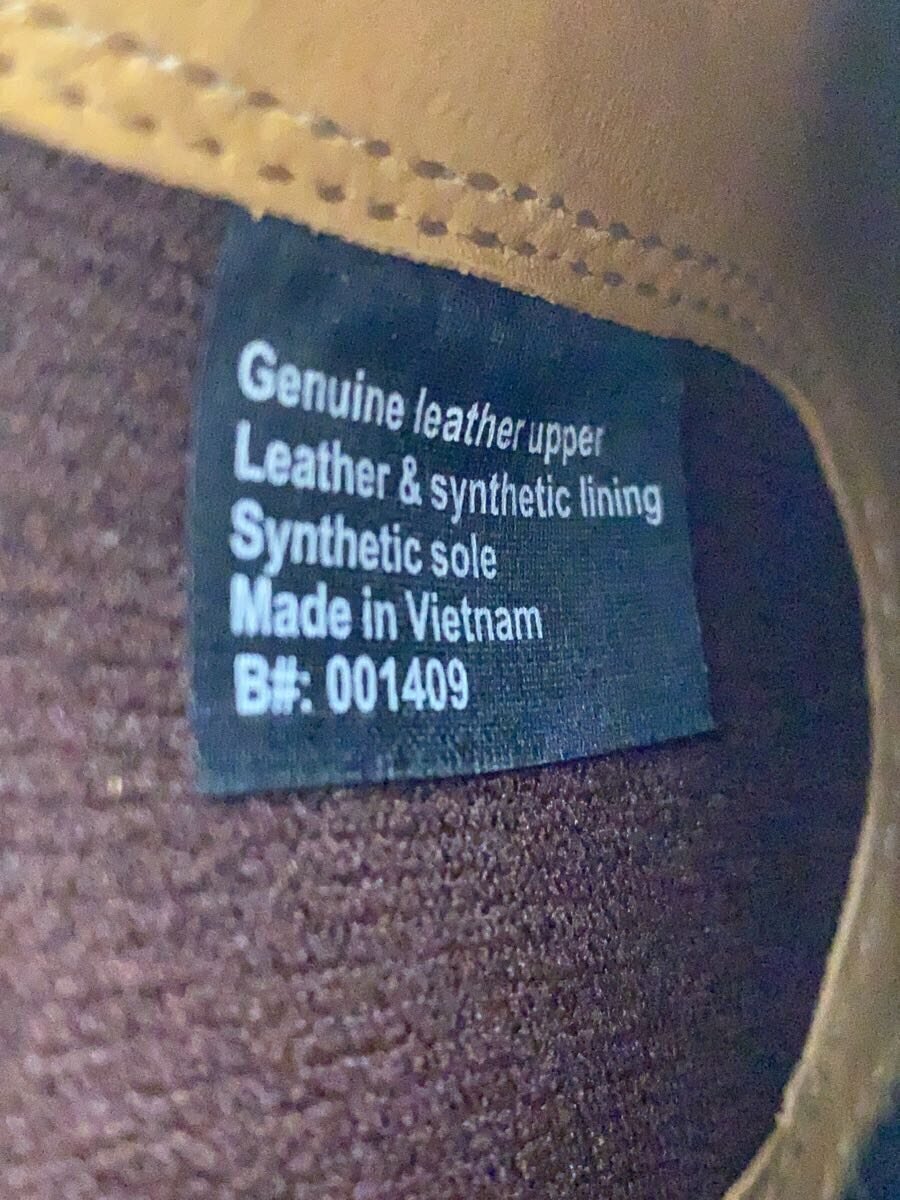 Genuine leather upper
Leather & synthetic lining
Synthetic sole
Made in Vietnam
B#: 001409